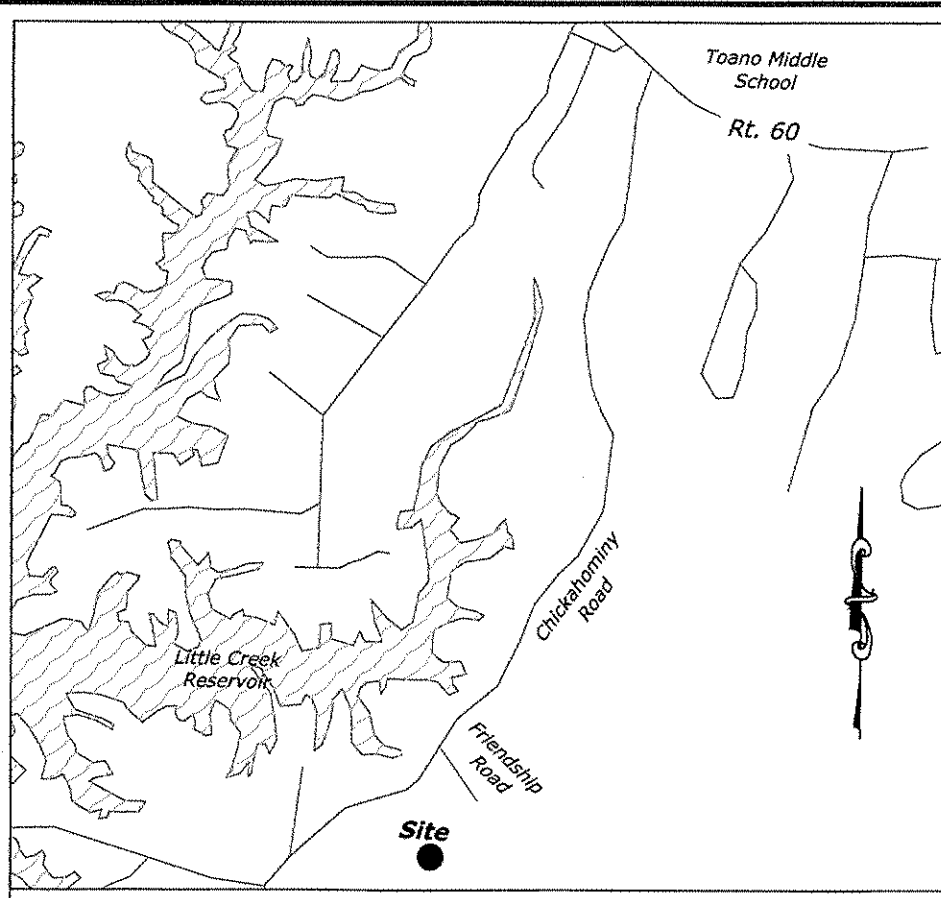 Toano Middle
School
Rt. 60
Chickahominy
Road
Little Creek
Reservoir
Friendship
Road
Site